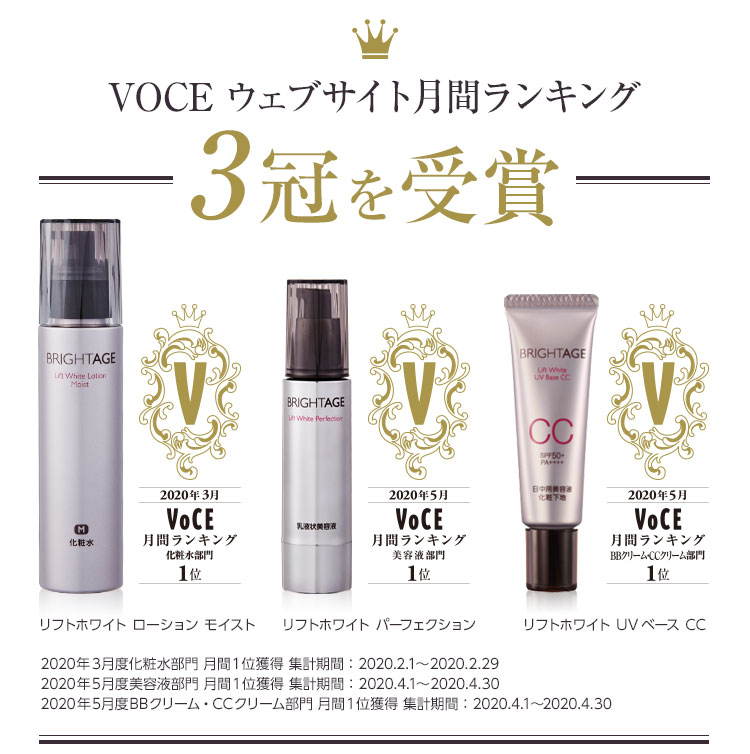 VOCE ウェブサイト月間ランキング
3冠を受賞
BRIGHTAGE
Lift White Lotion
Moist
M
化粧水
V
2020年3月
VoCE
月間ランキング
化粧水部門
1位
BRIGHTAGE
Lift White Perfection
乳液状美容液
V
2020年5月
VoCE
月間ランキング
美容液部門
1位
BRIGHTAGE
Lift White
UV Base CC
CC
SPF50+
PA++++
日中用美容液
化粧下地
V
2020年5月
VoCE
月間ランキング
BBクリーム・CCクリーム部門
1位
リフトホワイト ローション モイスト
リフトホワイト パーフェクション
リフトホワイト UVベース CC
2020年3月度化粧水部門 月間1位獲得 集計期間：2020.2.1～2020.2.29
2020年5月度美容液部門 月間1位獲得 集計期間：2020.4.1～2020.4.30
2020年5月度BBクリーム・CCクリーム部門 月間1位獲得 集計期間：2020.4.1～2020.4.30